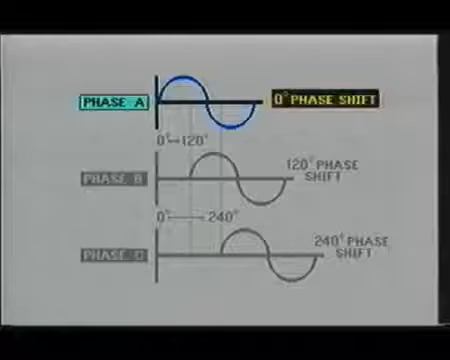 PHASE A
0° PHASE SHIFT
0°-120°
PHASE B
120° PHASE
SHIFT
0° 240°
PHASE C
240° PHASE
SHIFT